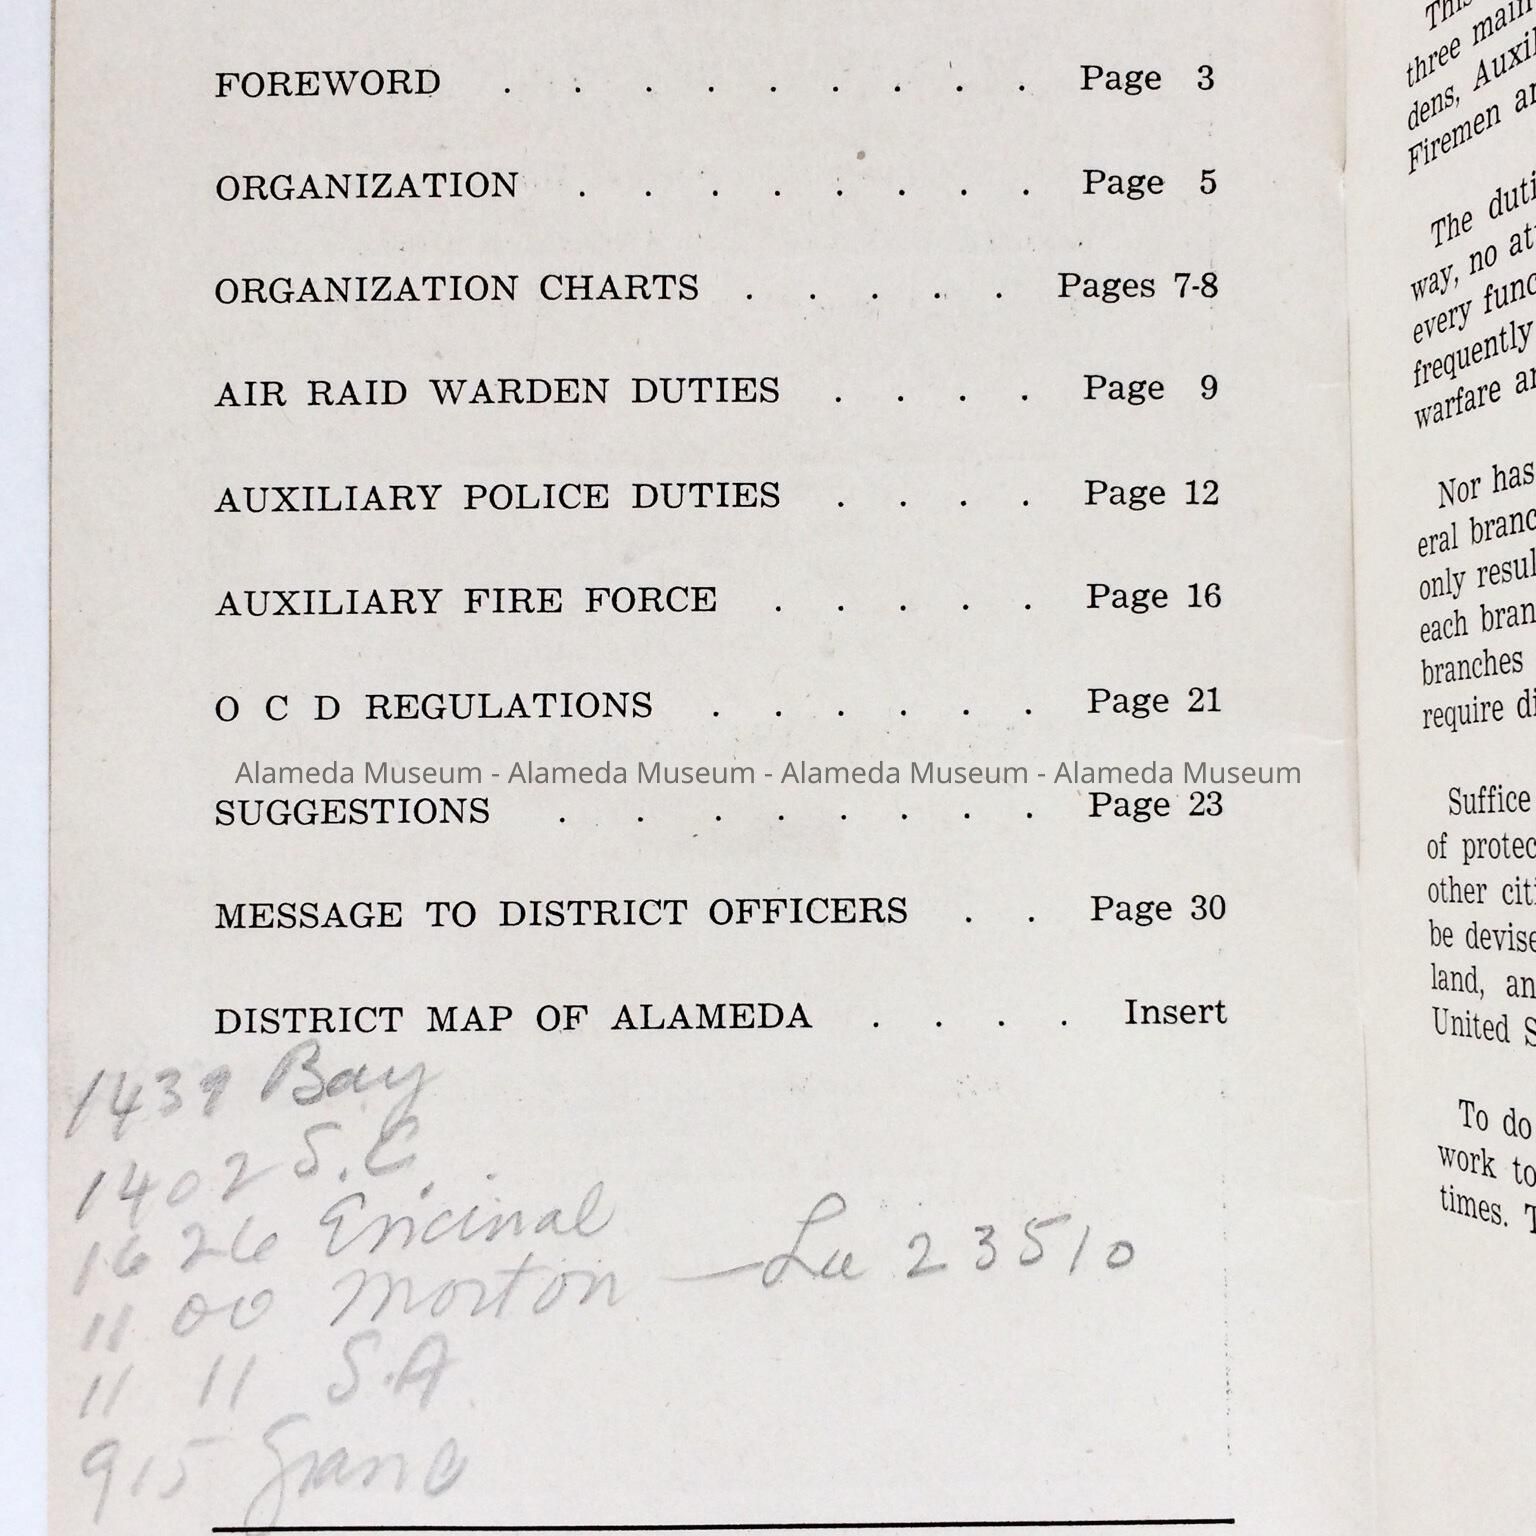 FOREWORD . . . . . . . . Page 3
ORGANIZATION . . . . . . . . Page 5
ORGANIZATION CHARTS . . . . . Pages 7-8
AIR RAID WARDEN DUTIES . . . . Page 9
AUXILIARY POLICE DUTIES . . . . Page 12
AUXILIARY FIRE FORCE . . . . . Page 16
O C D REGULATIONS . . . . . . Page 21
Alameda Museum - Alameda Museum - Alameda Museum - Alameda Museum
SUGGESTIONS . . . . . . . . Page 23
MESSAGE TO DISTRICT OFFICERS . . Page 30
DISTRICT MAP OF ALAMEDA . . . . Insert
1439 Bay
1402 S.C.
1626 Encinal
1100 Morton — La 23510
11 11 S.A
915 Grand
This
three main
dens, Auxil
Firemen
The duti
way, no
every func
frequently
warfare
Nor has
eral branc
only resul
each bran
branches
require di
Suffice
of protec
other citi
be devise
land, an
United S
To do
work to
times. T